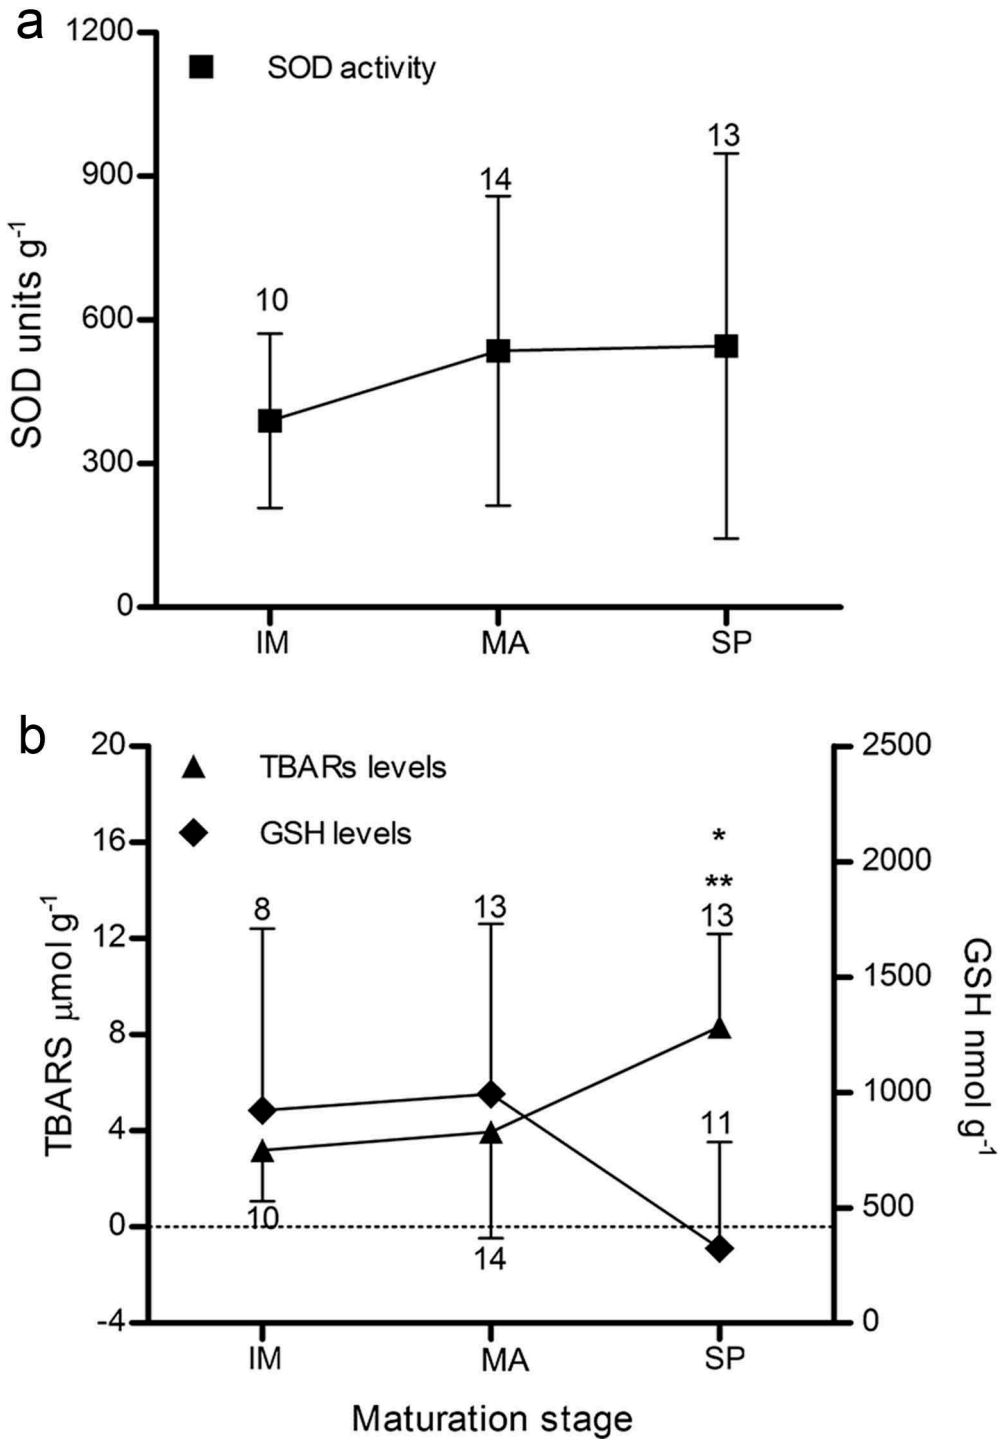 a
1200
SOD activity
13
900
14
10
600
SOD units g-1
300
0
IM MA SP
b
20
TBARs levels
2500
GSH levels
16
*
2000
**
8
13
13
12
1500
TBARS µmol g-1
GSH nmol g-1
8
1000
4
11
10
500
0
14
-4
0
IM MA SP
Maturation stage